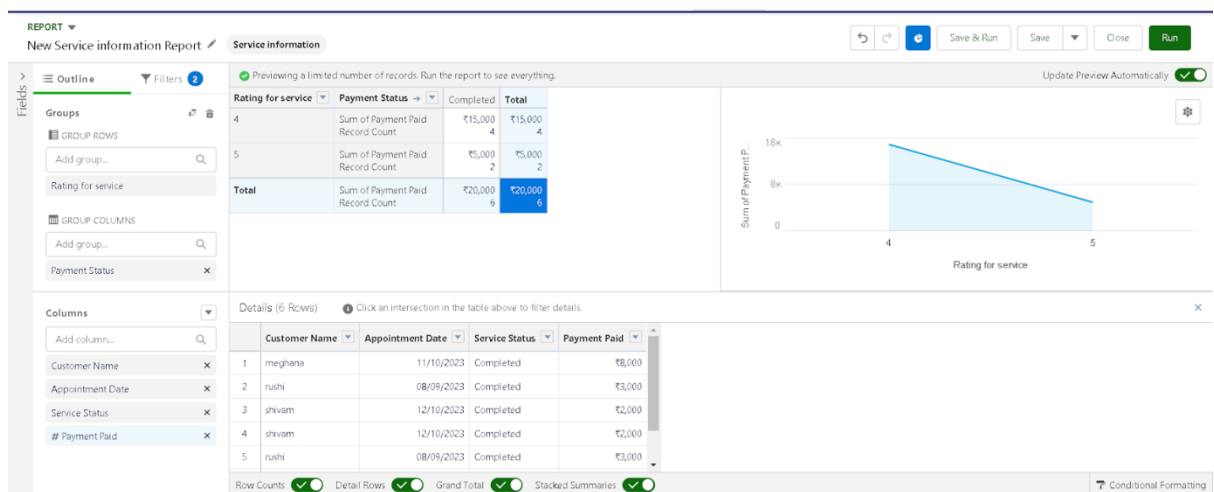 REPORT
New Service information Report Service information
Save & Run Save Close Run
Fields
Outline Filters 2
Previewing a limited number of records. Run the report to see everything. Update Preview Automatically
Groups
GROUP ROWS
Add group...
Rating for service
GROUP COLUMNS
Add group...
Payment Status
Columns
Add column...
Customer Name
Appointment Date
Service Status
# Payment Paid
Rating for service Payment Status → Completed Total
4 Sum of Payment Paid ₹15,000 ₹15,000
Record Count 4 4
5 Sum of Payment Paid ₹5,000 ₹5,000
Record Count 2 2
Total Sum of Payment Paid ₹20,000 ₹20,000
Record Count 6 6
Sum of Payment P...
16K
8K
0
4 5
Rating for service
Details (6 Rows) Click an intersection in the table above to filter details.
Customer Name Appointment Date Service Status Payment Paid
1 meghana 11/10/2023 Completed ₹8,000
2 rushi 08/09/2023 Completed ₹3,000
3 shivam 12/10/2023 Completed ₹2,000
4 shivam 12/10/2023 Completed ₹2,000
5 rushi 08/09/2023 Completed ₹3,000
Row Counts Detail Rows Grand Total Stacked Summaries Conditional Formatting